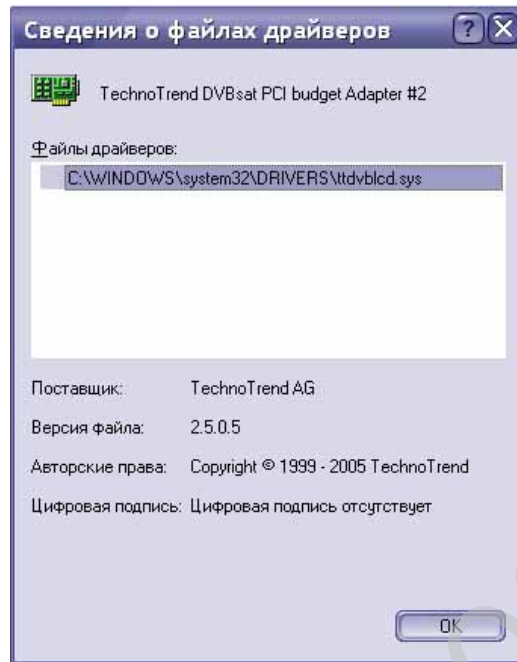 Сведения о файлах драйверов
TechnoTrend DVBsat PCI budget Adapter #2
Файлы драйверов:
C:\WINDOWS\system32\DRIVERS\ttdvblcd.sys
Поставщик: TechnoTrend AG
Версия файла: 2.5.0.5
Авторские права: Copyright © 1999 - 2005 TechnoTrend
Цифровая подпись: Цифровая подпись отсутствует
OK